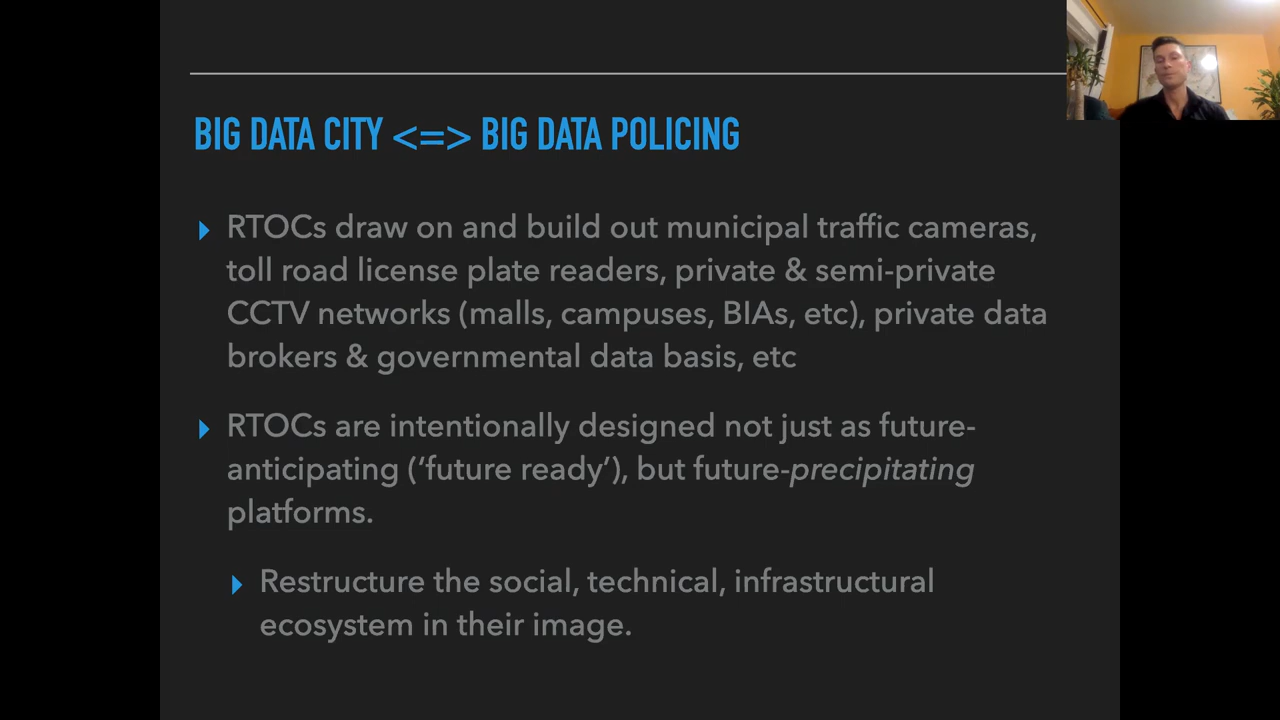 BIG DATA CITY <=> BIG DATA POLICING
RTOCs draw on and build out municipal traffic cameras,
toll road license plate readers, private & semi-private
CCTV networks (malls, campuses, BIAs, etc), private data
brokers & governmental data basis, etc
RTOCs are intentionally designed not just as future-
anticipating (‘future ready’), but future-precipitating
platforms.
Restructure the social, technical, infrastructural
ecosystem in their image.